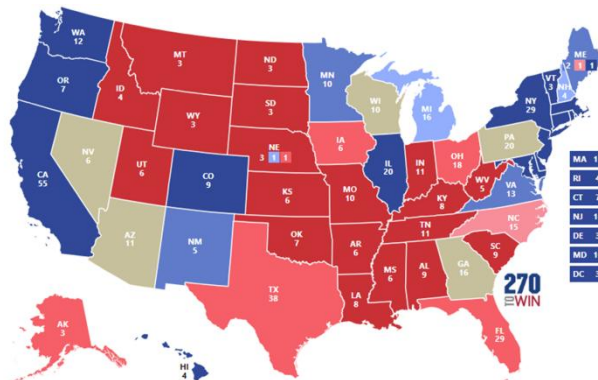 WA
12
OR
7
CA
55
NV
6
ID
4
MT
3
WY
3
UT
6
AZ
11
CO
9
NM
5
ND
3
SD
3
NE
3 1 1
KS
6
OK
7
TX
38
MN
10
IA
6
MO
10
AR
6
LA
8
WI
10
IL
20
MI
16
IN
11
OH
18
KY
8
TN
11
MS
6
AL
9
GA
16
FL
29
SC
9
NC
15
VA
13
WV
5
PA
20
NY
29
VT
3
NH
4
ME
2 1 1
MA
RI
CT
NJ
DE
MD
DC
AK
3
HI
4
270
TO
WIN